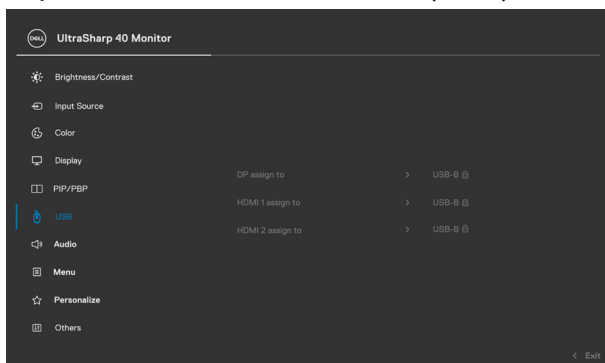 DELL UltraSharp 40 Monitor
Brightness/Contrast
Input Source
Color
Display
DP assign to > USB-B
PIP/PBP
HDMI 1 assign to > USB-B
USB
HDMI 2 assign to > USB-B
Audio
Menu
Personalize
Others
< Exit